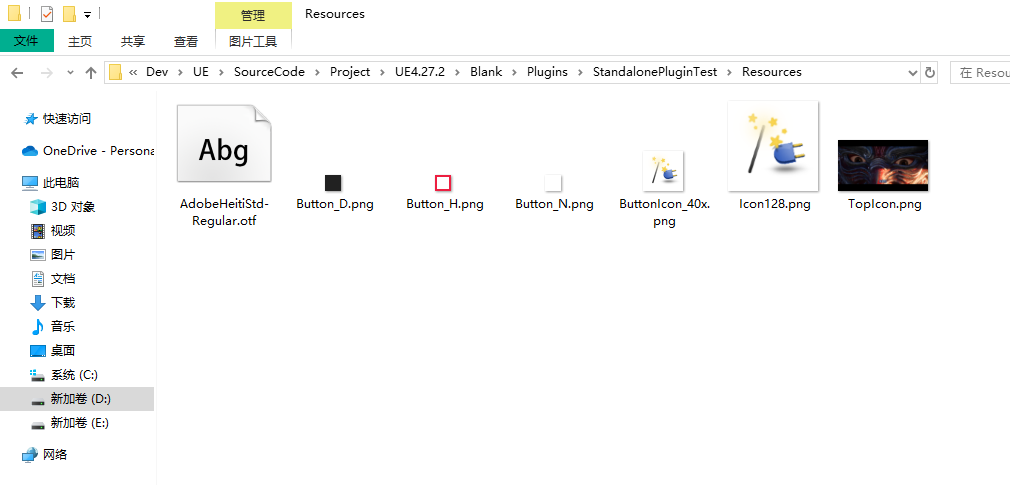 管理
Resources
文件
主页
共享
查看
图片工具
« Dev › UE › SourceCode › Project › UE4.27.2 › Blank › Plugins › StandalonePluginTest › Resources
在 Resou
快速访问
OneDrive - Persona
此电脑
3D 对象
视频
图片
文档
下载
音乐
桌面
系统 (C:)
新加卷 (D:)
新加卷 (E:)
网络
Abg
AdobeHeitiStd-
Regular.otf
Button_D.png
Button_H.png
Button_N.png
ButtonIcon_40x.
png
Icon128.png
TopIcon.png